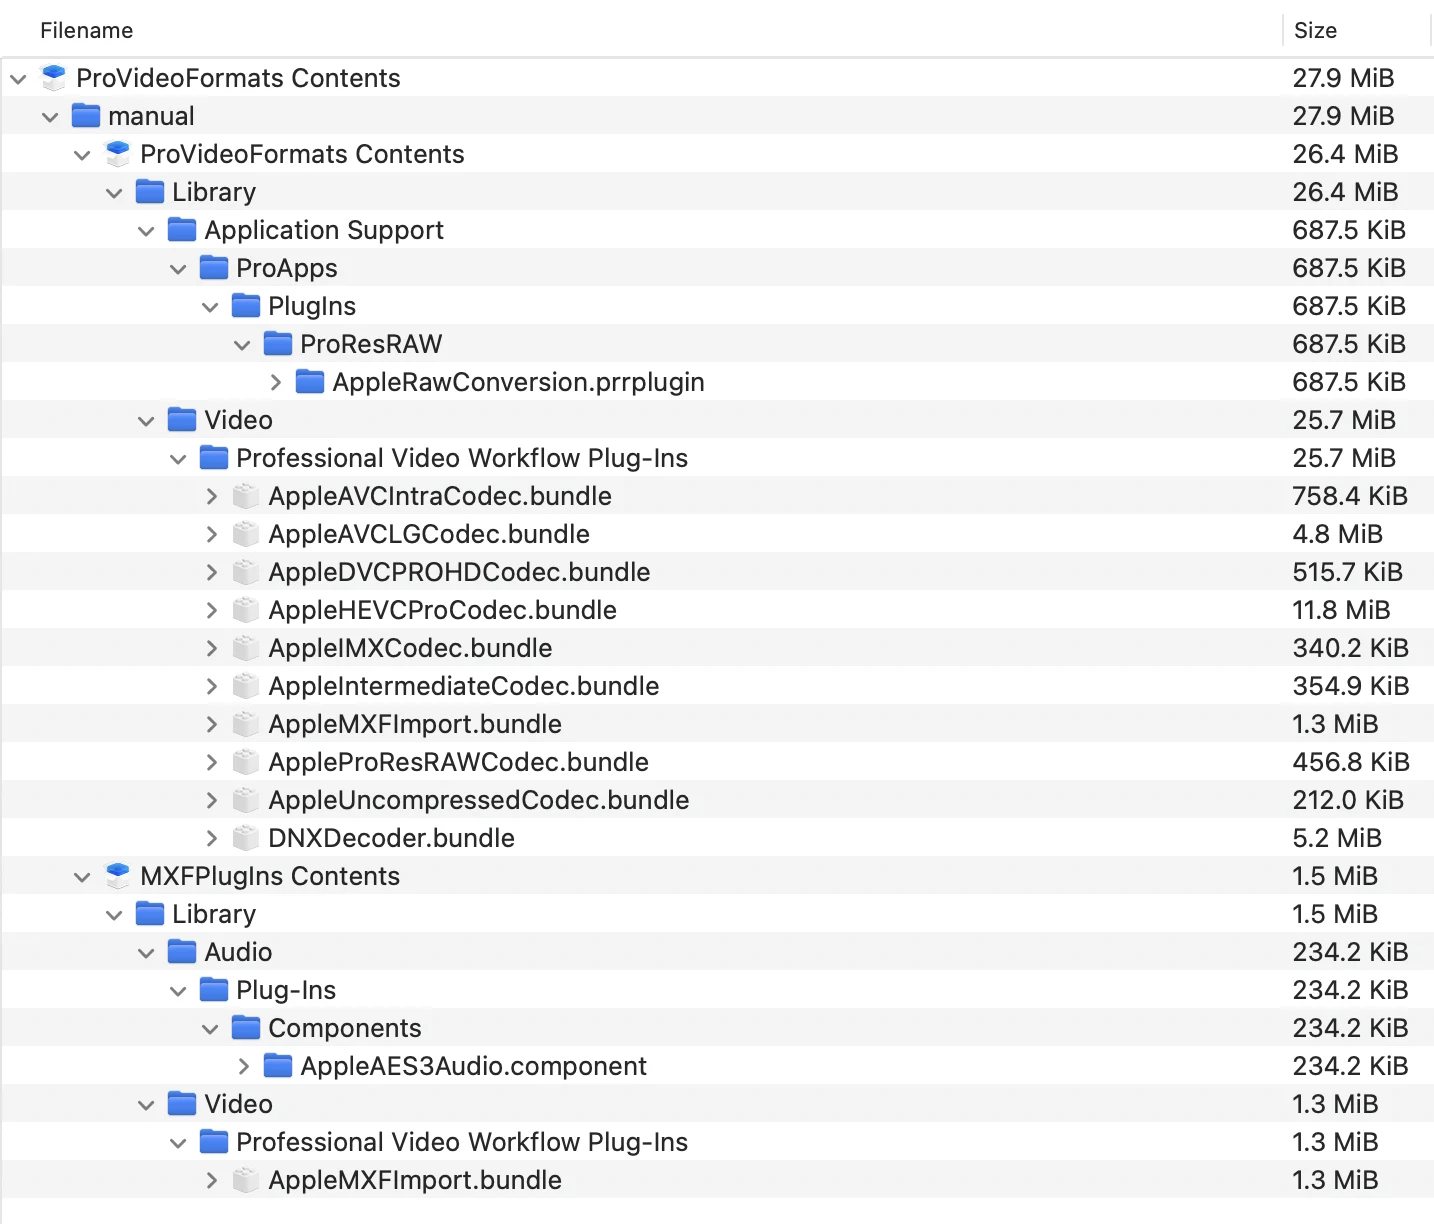 Filename Size
ProVideoFormats Contents 27.9 MiB
manual 27.9 MiB
ProVideoFormats Contents 26.4 MiB
Library 26.4 MiB
Application Support 687.5 KiB
ProApps 687.5 KiB
PlugIns 687.5 KiB
ProResRAW 687.5 KiB
AppleRawConversion.prrplugin 687.5 KiB
Video 25.7 MiB
Professional Video Workflow Plug-Ins 25.7 MiB
AppleAVCIntraCodec.bundle 758.4 KiB
AppleAVCLGCodec.bundle 4.8 MiB
AppleDVCPROHDCodec.bundle 515.7 KiB
AppleHEVCProCodec.bundle 11.8 MiB
AppleIMXCodec.bundle 340.2 KiB
AppleIntermediateCodec.bundle 354.9 KiB
AppleMXFImport.bundle 1.3 MiB
AppleProResRAWCodec.bundle 456.8 KiB
AppleUncompressedCodec.bundle 212.0 KiB
DNXDecoder.bundle 5.2 MiB
MXFPlugIns Contents 1.5 MiB
Library 1.5 MiB
Audio 234.2 KiB
Plug-Ins 234.2 KiB
Components 234.2 KiB
AppleAES3Audio.component 234.2 KiB
Video 1.3 MiB
Professional Video Workflow Plug-Ins 1.3 MiB
AppleMXFImport.bundle 1.3 MiB